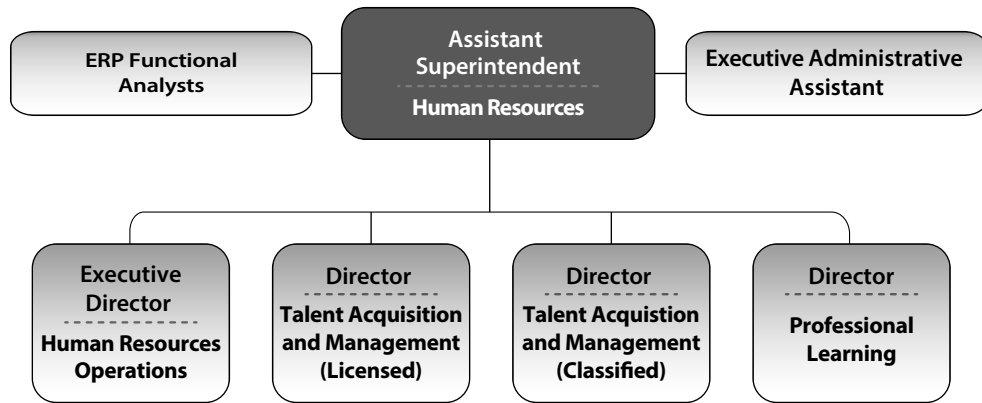 ERP Functional
Analysts
Assistant
Superintendent
Human Resources
Executive Administrative
Assistant
Executive
Director
Human Resources
Operations
Director
Talent Acquisition
and Management
(Licensed)
Director
Talent Acquistion
and Management
(Classified)
Director
Professional
Learning